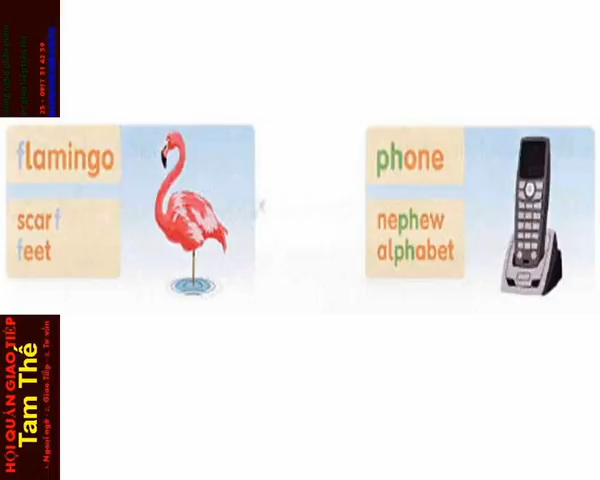 flamingo
scarf
feet
phone
nephew
alphabet
HỘI QUÁN GIAO TIẾP
Tam Thế